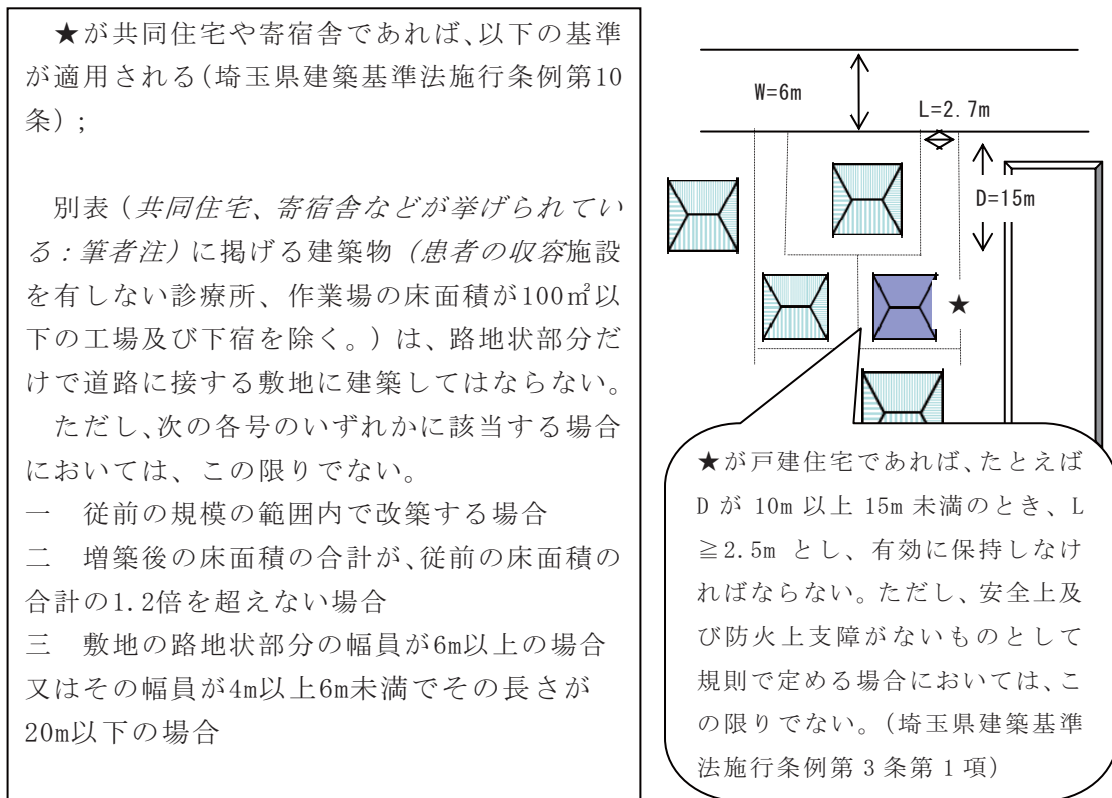 ★が共同住宅や寄宿舎であれば、以下の基準
が適用される(埼玉県建築基準法施行条例第10
条);
別表(共同住宅、寄宿舎などが挙げられてい
る:筆者注)に掲げる建築物(患者の収容施設
を有しない診療所、作業場の床面積が100㎡以
下の工場及び下宿を除く。)は、路地状部分だ
けで道路に接する敷地に建築してはならない。
ただし、次の各号のいずれかに該当する場合
においては、この限りでない。
一 従前の規模の範囲内で改築する場合
二 増築後の床面積の合計が、従前の床面積の
合計の1.2倍を超えない場合
三 敷地の路地状部分の幅員が6m以上の場合
又はその幅員が4m以上6m未満でその長さが
20m以下の場合
W=6m
L=2.7m
D=15m
★
★が戸建住宅であれば、たとえば
D が 10m 以上 15m 未満のとき、L
≧2.5m とし、有効に保持しなけ
ればならない。ただし、安全上及
び防火上支障がないものとして
規則で定める場合においては、こ
の限りでない。(埼玉県建築基準
法施行条例第 3 条第 1 項)